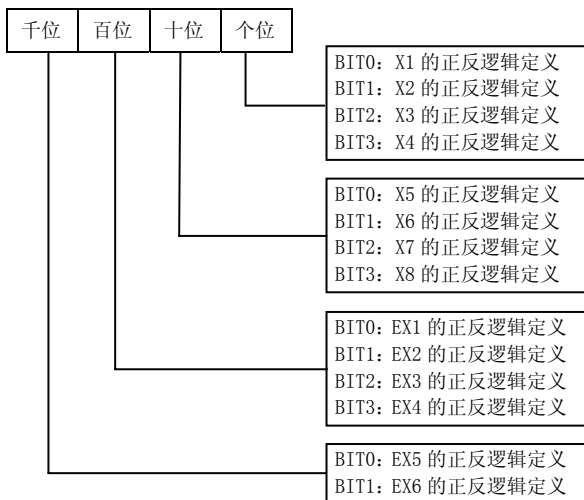 千位 百位 十位 个位
BIT0: X1 的正反逻辑定义
BIT1: X2 的正反逻辑定义
BIT2: X3 的正反逻辑定义
BIT3: X4 的正反逻辑定义
BIT0: X5 的正反逻辑定义
BIT1: X6 的正反逻辑定义
BIT2: X7 的正反逻辑定义
BIT3: X8 的正反逻辑定义
BIT0: EX1 的正反逻辑定义
BIT1: EX2 的正反逻辑定义
BIT2: EX3 的正反逻辑定义
BIT3: EX4 的正反逻辑定义
BIT0: EX5 的正反逻辑定义
BIT1: EX6 的正反逻辑定义